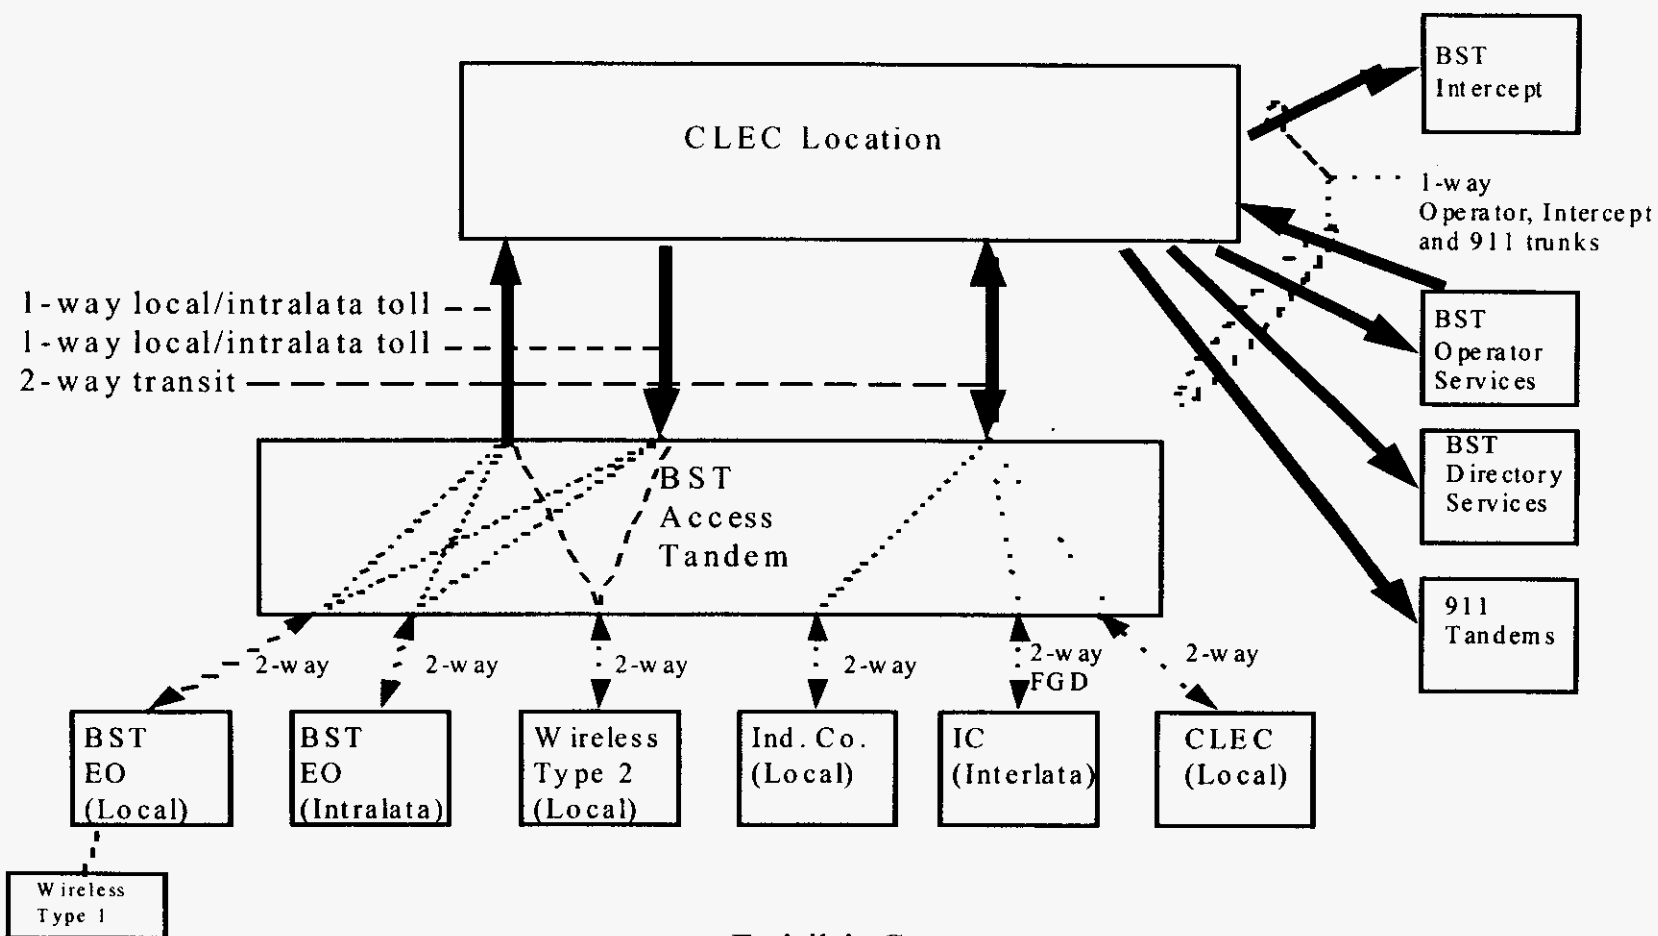 BST
Intercept
CLEC Location
1-way
Operator, Intercept
and 911 trunks
1-way local/intralata toll
1-way local/intralata toll
2-way transit
BST
Operator
Services
BST
Access
Tandem
BST
Directory
Services
911
Tandems
2-way
2-way
2-way
2-way
2-way
FGD
2-way
BST
EO
(Local)
BST
EO
(Intralata)
Wireless
Type 2
(Local)
Ind. Co.
(Local)
IC
(Interlata)
CLEC
(Local)
Wireless
Type 1